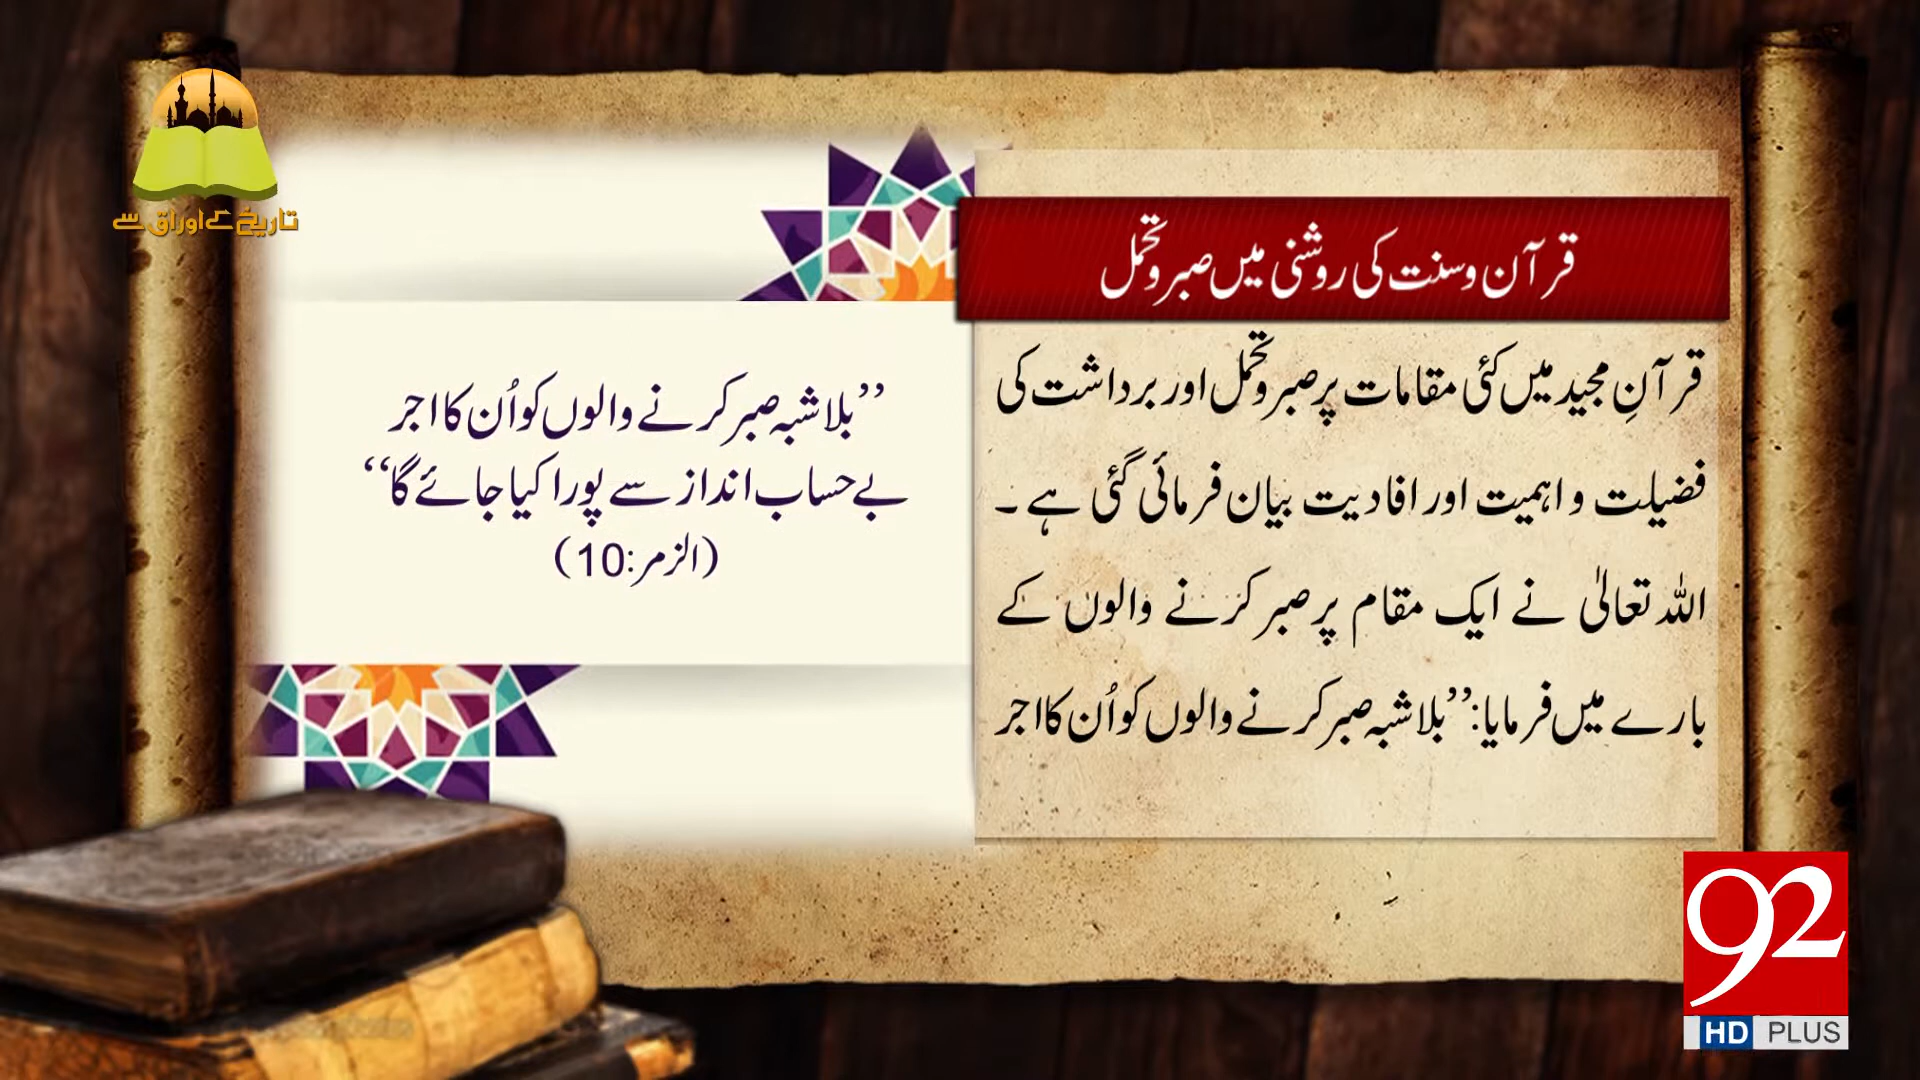 تاریخ کے اوراق سے
قرآن و سنت کی روشنی میں صبر و تحمل
قرآنِ مجید میں کئی مقامات پر صبر و تحمل اور برداشت کی
فضیلت و اہمیت اور افادیت بیان فرمائی گئی ہے ۔
اللہ تعالیٰ نے ایک مقام پر صبر کرنے والوں کے
بارے میں فرمایا: ’’بلاشبہ صبر کرنے والوں کو اُن کا اجر
’’بلاشبہ صبر کرنے والوں کو اُن کا اجر
بے حساب انداز سے پورا کیا جائے گا‘‘
(الزمر:10)
92
HD PLUS